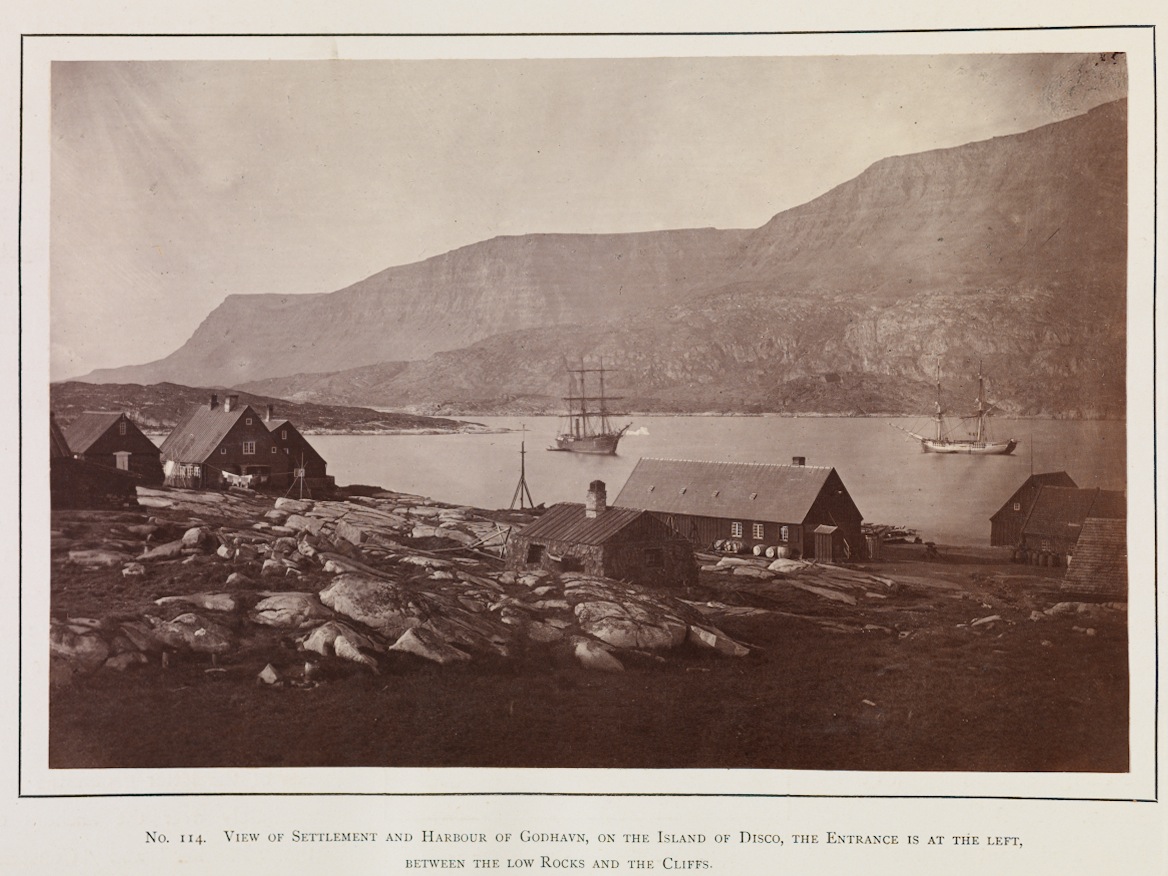 No. 114. View of Settlement and Harbour of Godhavn, on the Island of Disco, the Entrance is at the left,
between the low Rocks and the Cliffs.